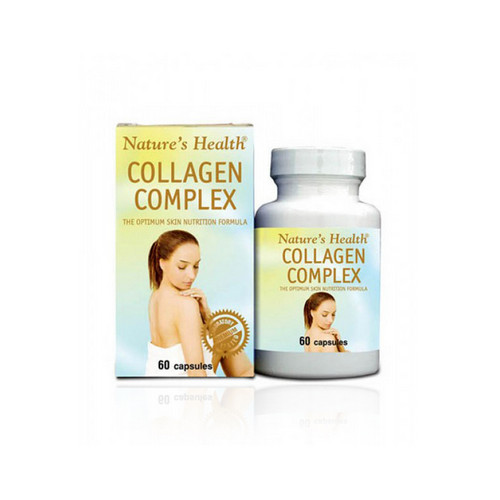 Nature's Health®
COLLAGEN
COMPLEX
THE OPTIMUM SKIN NUTRITION FORMULA
60 capsules
Nature's Health®
COLLAGEN
COMPLEX
THE OPTIMUM SKIN NUTRITION FORMULA
60 capsules